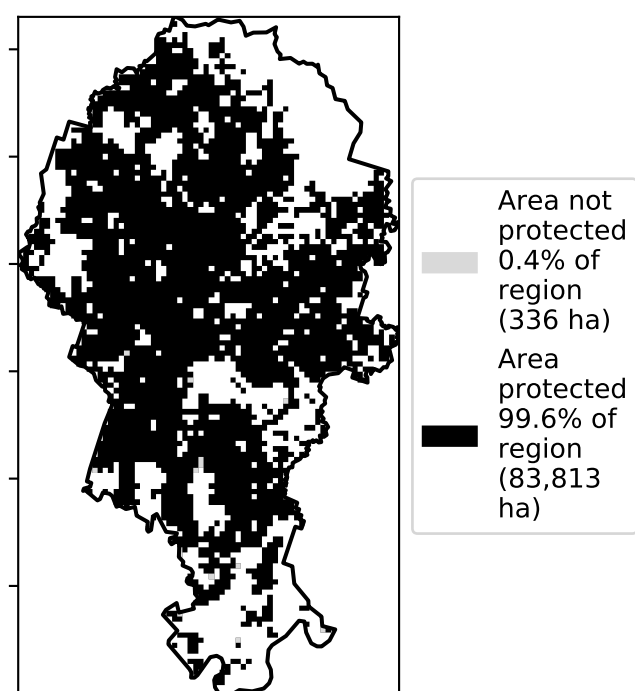 Area not
protected
0.4% of
region
(336 ha)
Area
protected
99.6% of
region
(83,813
ha)